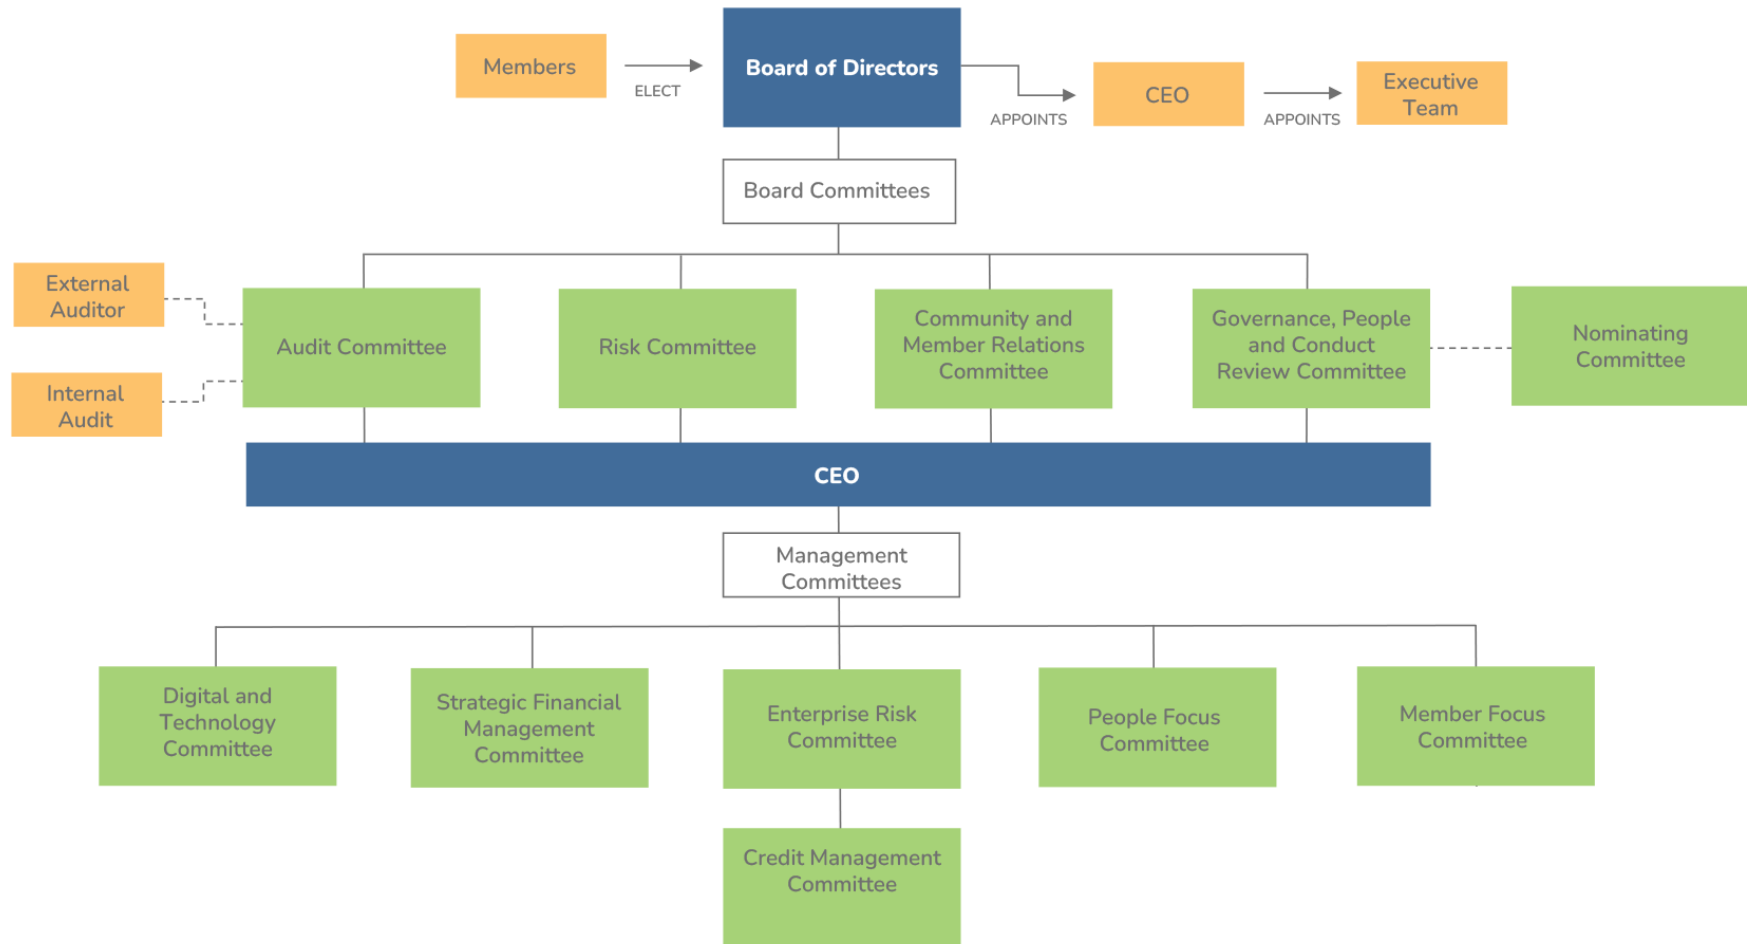 Members
ELECT
Board of Directors
APPOINTS
CEO
APPOINTS
Executive
Team
Board Committees
External
Auditor
Internal
Audit
Audit Committee
Risk Committee
Community and
Member Relations
Committee
Governance, People
and Conduct
Review Committee
Nominating
Committee
CEO
Management
Committees
Digital and
Technology
Committee
Strategic Financial
Management
Committee
Enterprise Risk
Committee
People Focus
Committee
Member Focus
Committee
Credit Management
Committee